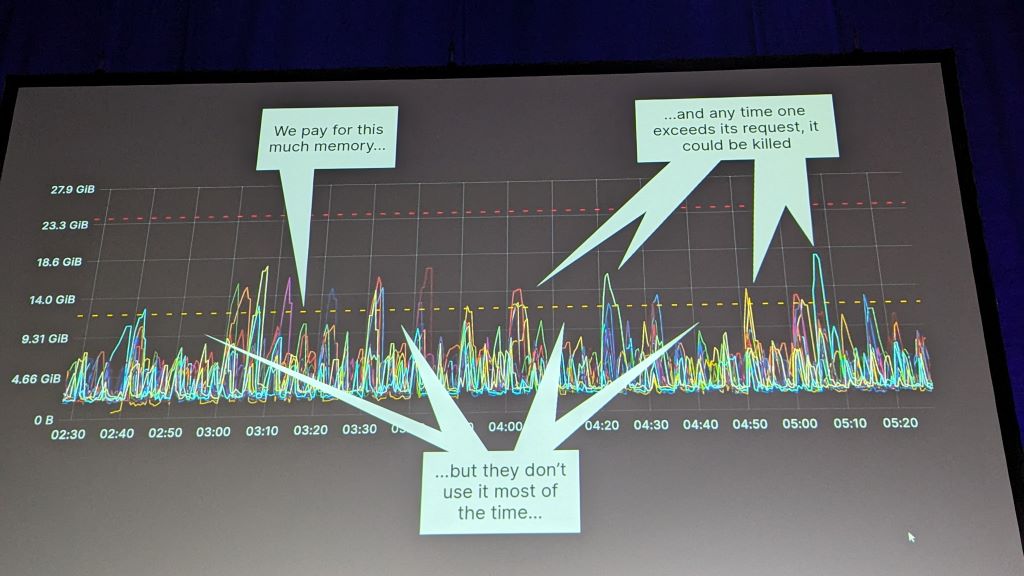 We pay for this
much memory...
...and any time one
exceeds its request, it
could be killed
27.9 GiB
23.3 GiB
18.6 GiB
14.0 GiB
9.31 GiB
4.66 GiB
0 B
02:30 02:40 02:50 03:00 03:10 03:20 03:30 04:00 04:20 04:30 04:40 04:50 05:00 05:10 05:20
...but they don't
use it most of
the time...